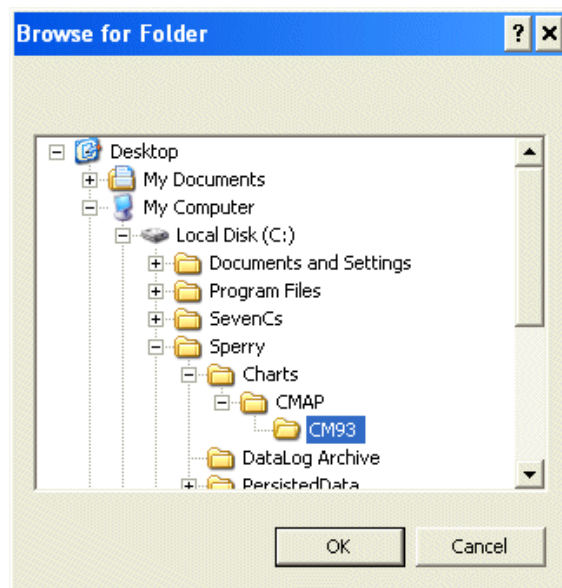 Browse for Folder
Desktop
My Documents
My Computer
Local Disk (C:)
Documents and Settings
Program Files
SevenCs
Sperry
Charts
CMAP
CM93
DataLog Archive
PersistedData
OK
Cancel